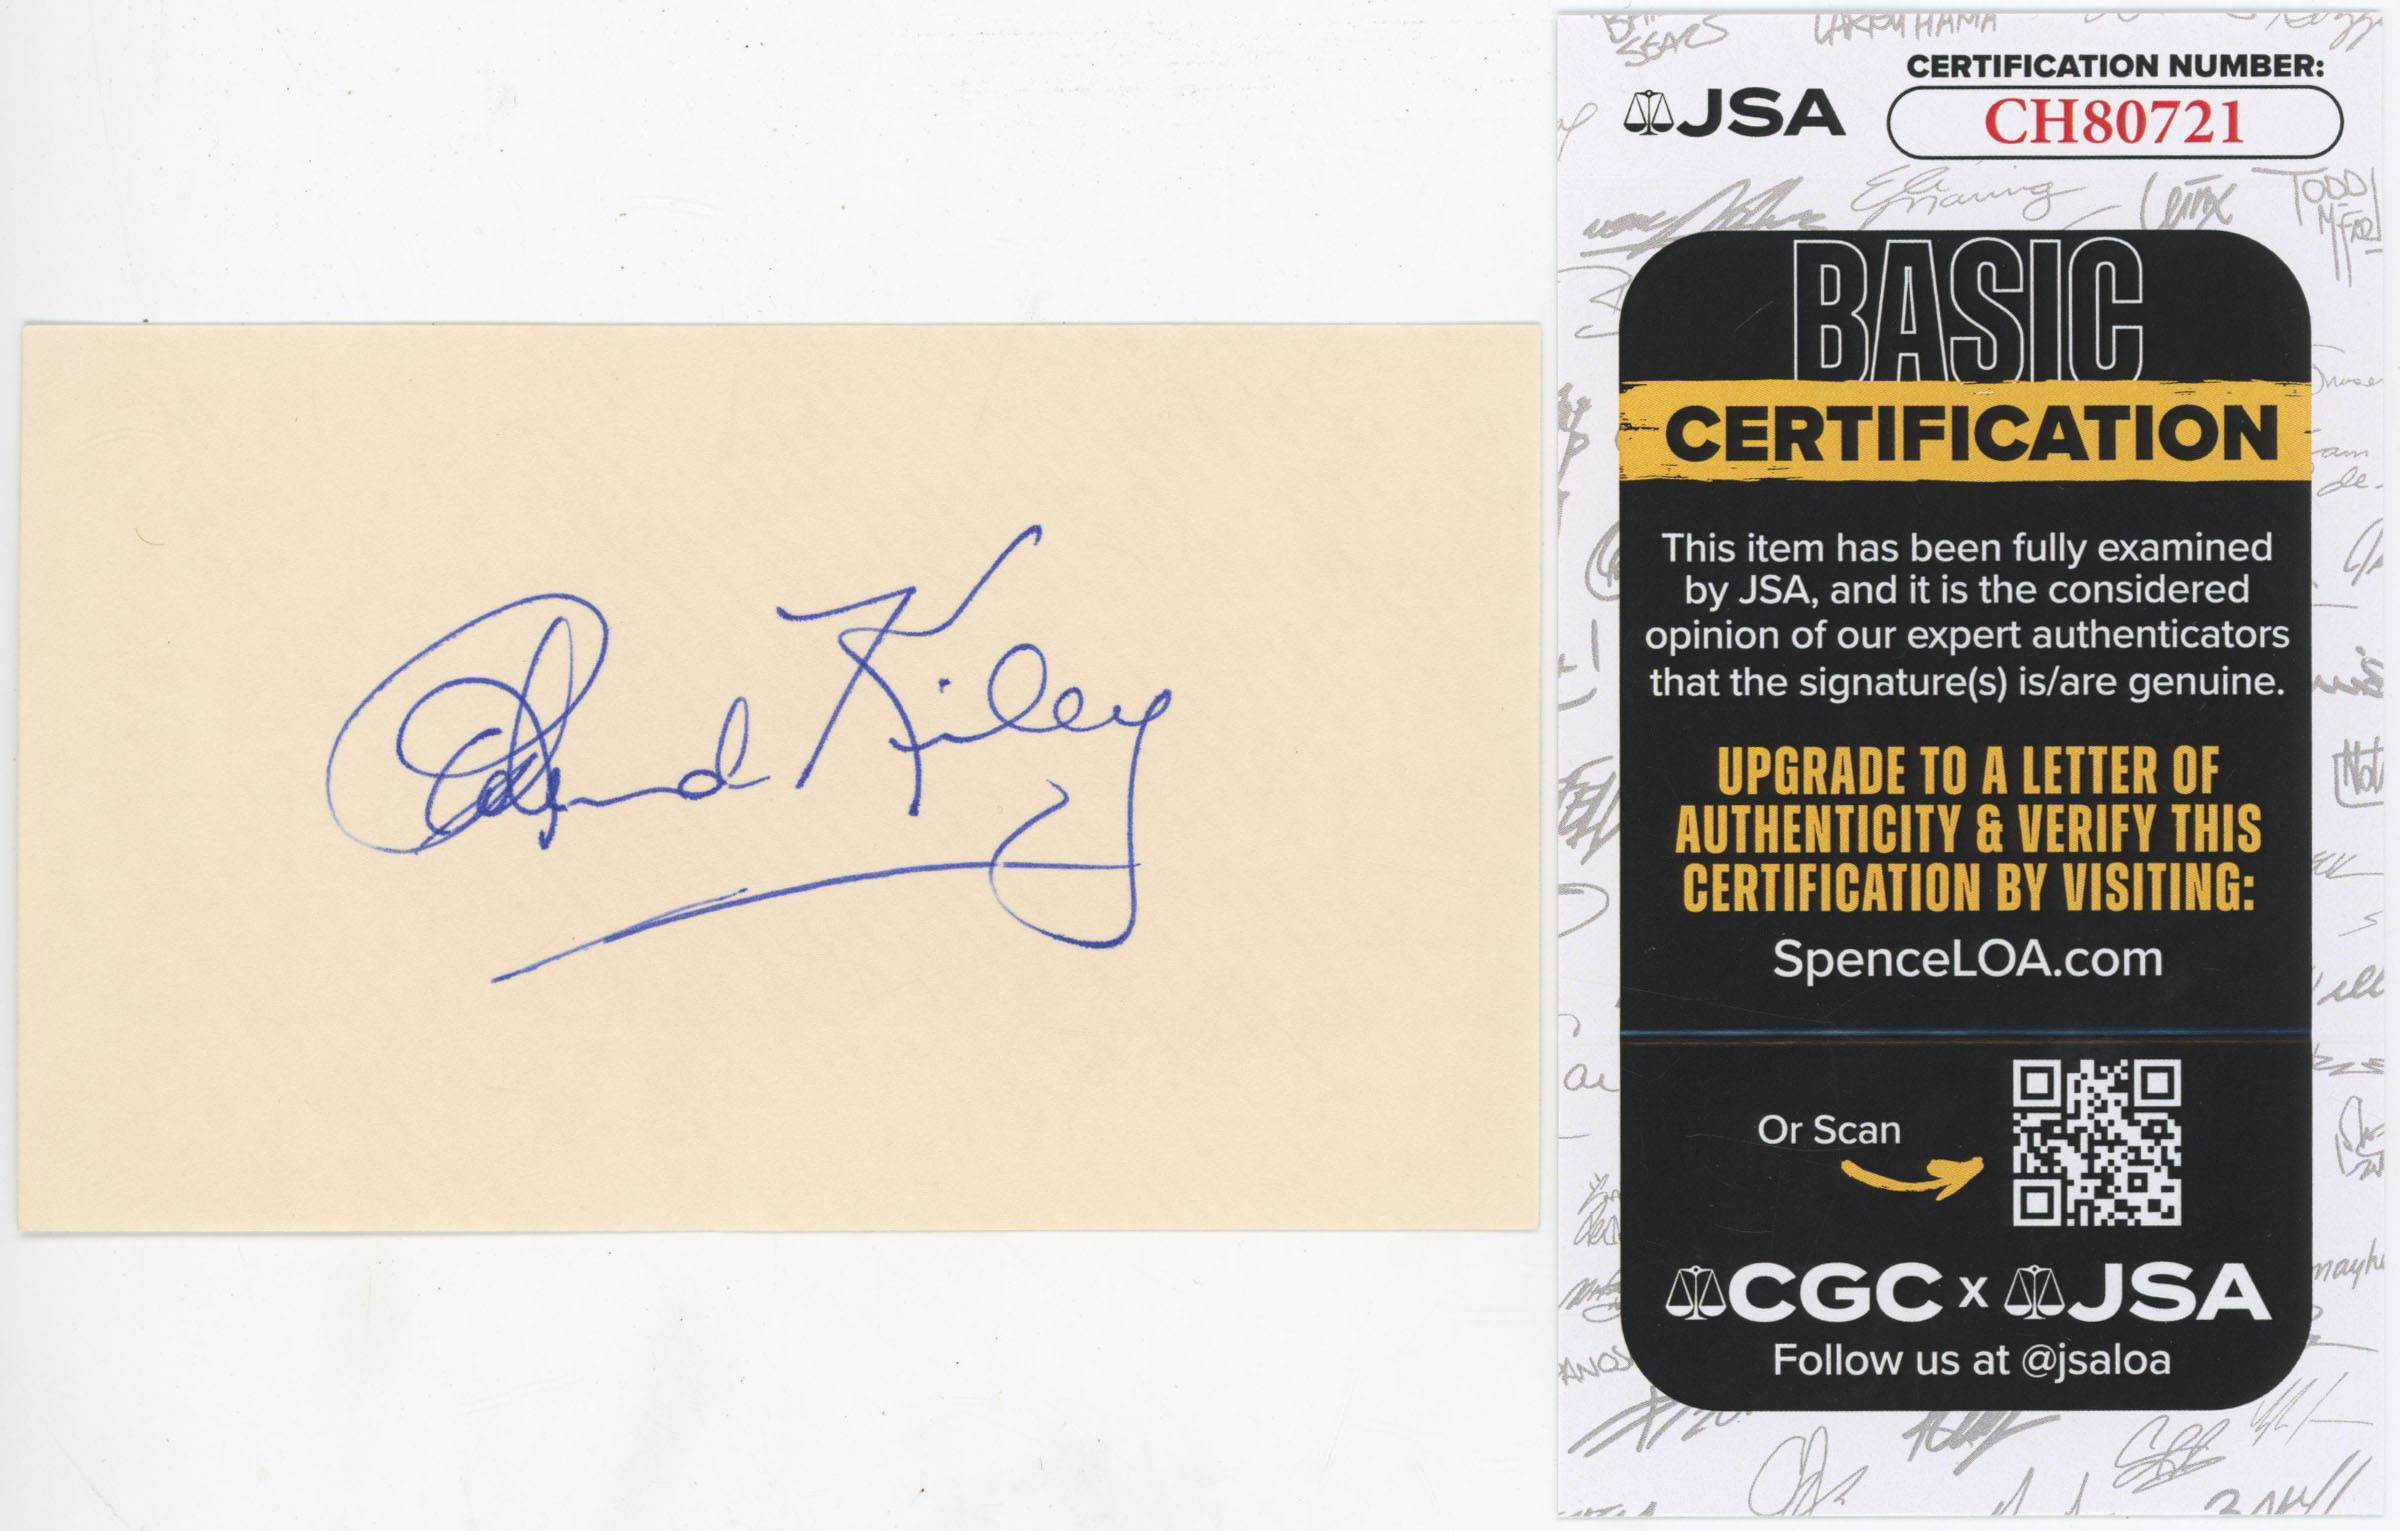 Edward Kiley
CERTIFICATION NUMBER:
JSA
CH80721
BASIC
CERTIFICATION
This item has been fully examined
by JSA, and it is the considered
opinion of our expert authenticators
that the signature(s) is/are genuine.
UPGRADE TO A LETTER OF
AUTHENTICITY & VERIFY THIS
CERTIFICATION BY VISITING:
SpenceLOA.com
Or Scan
CGC x JSA
Follow us at @jsaloa